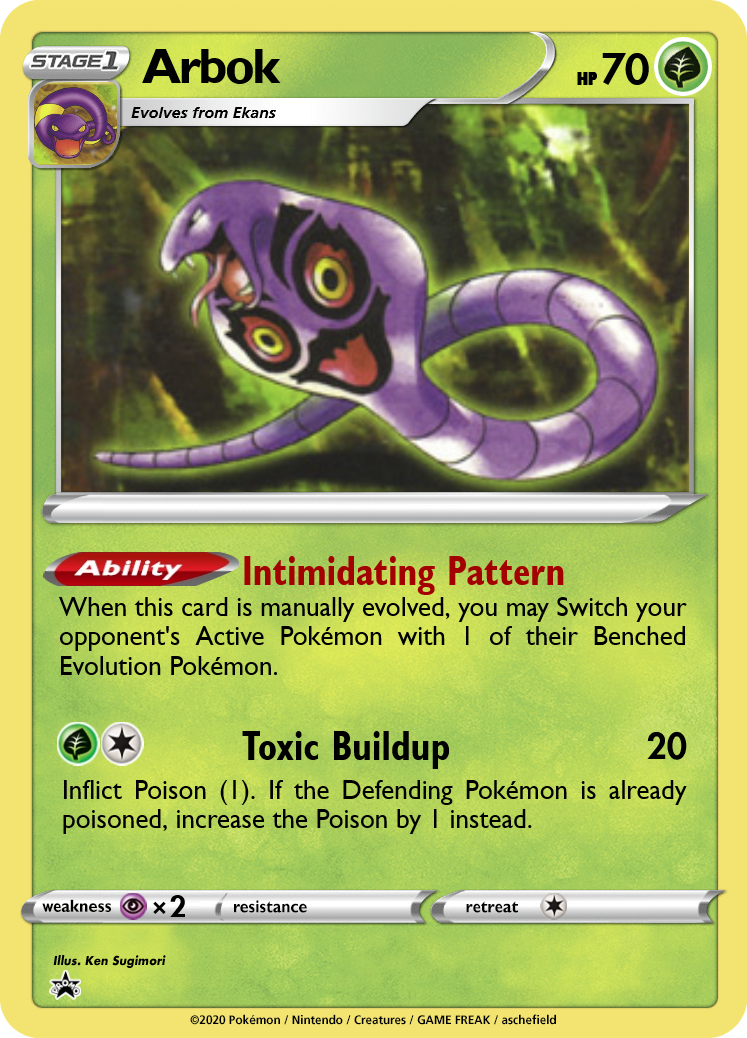 STAGE1
Arbok
HP 70
Evolves from Ekans
Ability Intimidating Pattern
When this card is manually evolved, you may Switch your
opponent's Active Pokémon with 1 of their Benched
Evolution Pokémon.
Toxic Buildup 20
Inflict Poison (1). If the Defending Pokémon is already
poisoned, increase the Poison by 1 instead.
weakness ×2 resistance retreat
Illus. Ken Sugimori
PROMO
©2020 Pokémon / Nintendo / Creatures / GAME FREAK / aschefield